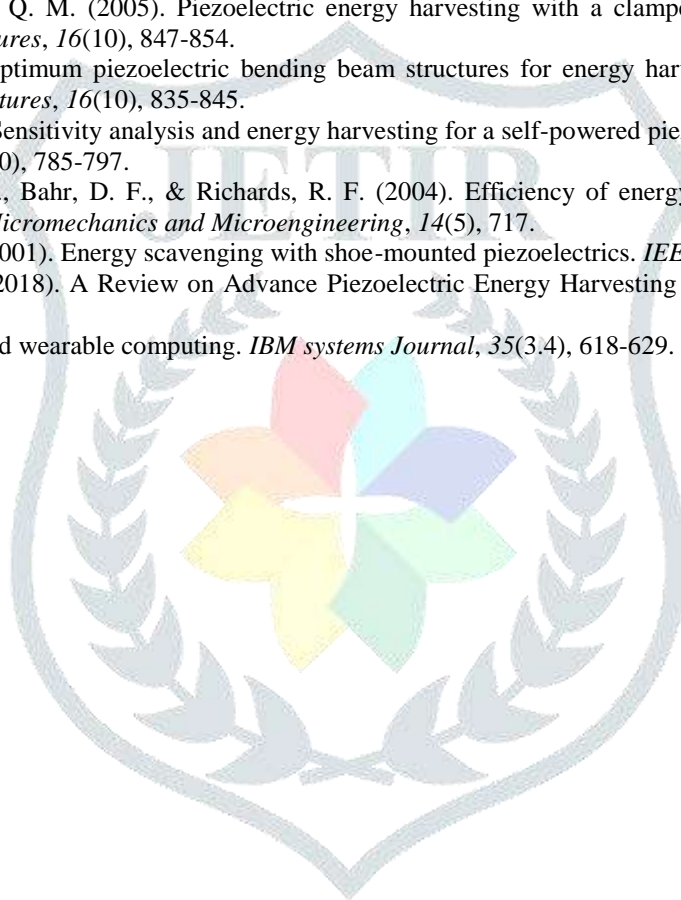 Q. M. (2005). Piezoelectric energy harvesting with a clampe
ures, 16(10), 847-854.
ptimum piezoelectric bending beam structures for energy har
tures, 16(10), 835-845.
Sensitivity analysis and energy harvesting for a self-powered pie
0), 785-797.
., Bahr, D. F., & Richards, R. F. (2004). Efficiency of energy
icromechanics and Microengineering, 14(5), 717.
001). Energy scavenging with shoe-mounted piezoelectrics. IEE
2018). A Review on Advance Piezoelectric Energy Harvesting
d wearable computing. IBM systems Journal, 35(3.4), 618-629.
JETIR